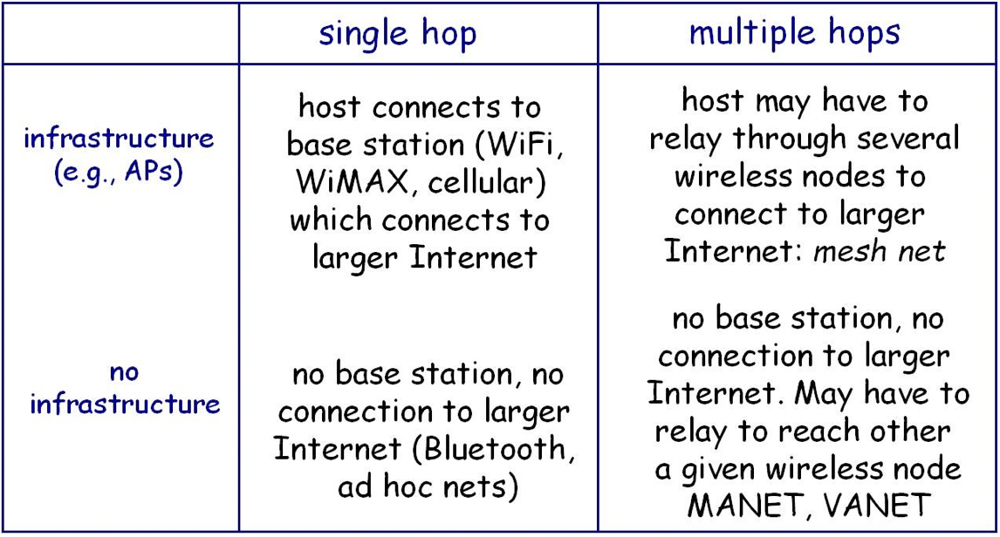 single hop
multiple hops
infrastructure
(e.g., APs)
host connects to
base station (WiFi,
WiMAX, cellular)
which connects to
larger Internet
host may have to
relay through several
wireless nodes to
connect to larger
Internet: mesh net
no
infrastructure
no base station, no
connection to larger
Internet (Bluetooth,
ad hoc nets)
no base station, no
connection to larger
Internet. May have to
relay to reach other
a given wireless node
MANET, VANET